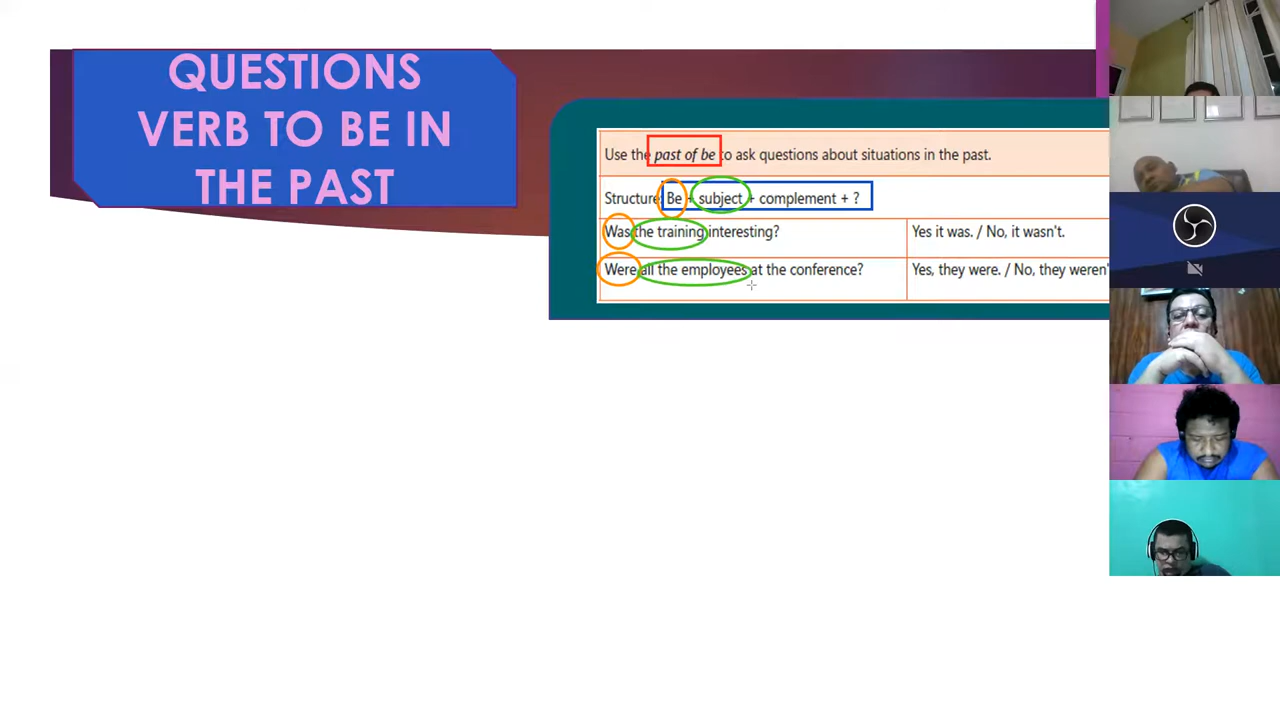 QUESTIONS
VERB TO BE IN
THE PAST
Use the past of be to ask questions about situations in the past.
Structure: Be + subject + complement + ?
Was the training interesting?
Yes it was. / No, it wasn't.
Were all the employees at the conference?
Yes, they were. / No, they weren'